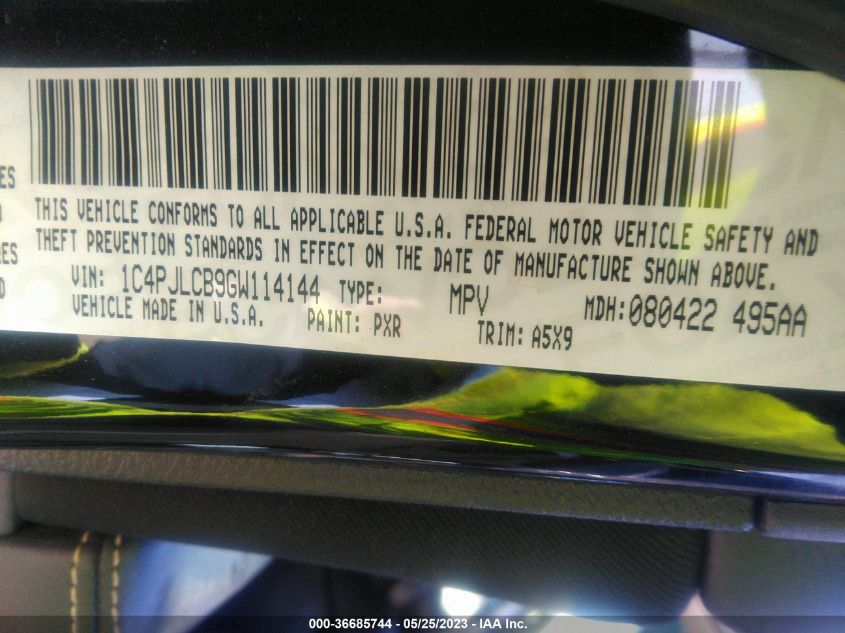 ES
THIS VEHICLE CONFORMS TO ALL APPLICABLE U.S.A. FEDERAL MOTOR VEHICLE SAFETY AND
THEFT PREVENTION STANDARDS IN EFFECT ON THE DATE OF MANUFACTURE SHOWN ABOVE.
ES
VIN: 1C4PJLCB9GW114144 TYPE: MPV MDH:080422 495AA
VEHICLE MADE IN U.S.A. PAINT: PXR TRIM: A5X9
000-36685744 - 05/25/2023 - IAA Inc.